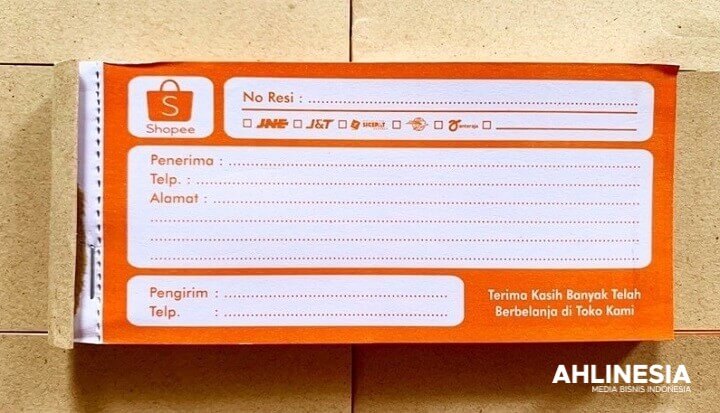 S
Shopee
No Resi :
JNE J&T SICEPAT anteraja
Penerima :
Telp. :
Alamat :
Pengirim :
Telp. :
Terima Kasih Banyak Telah
Berbelanja di Toko Kami
AHLINESIA
MEDIA BISNIS INDONESIA